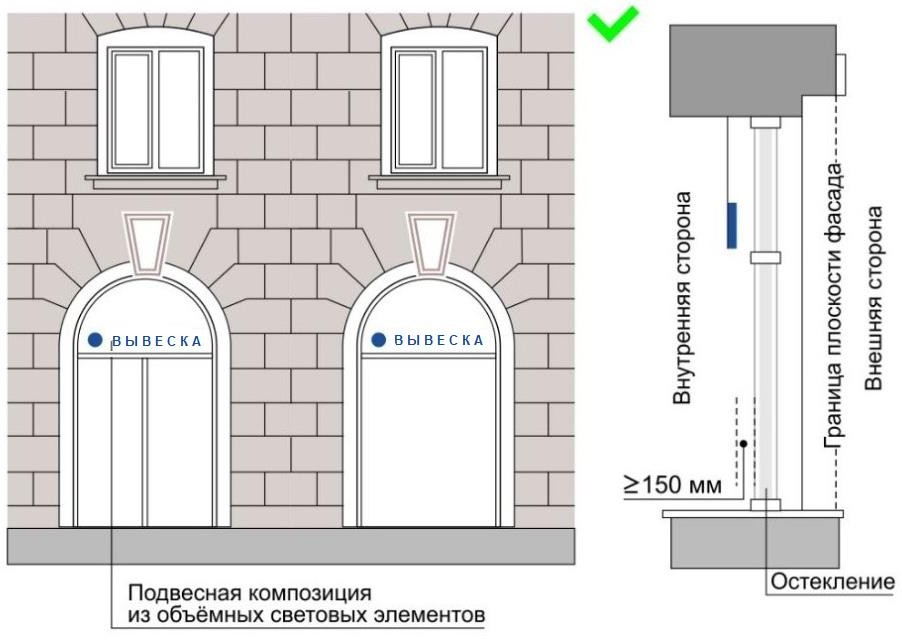 ВЫВЕСКА
ВЫВЕСКА
Подвесная композиция
из объёмных световых элементов
Внутренняя сторона
Граница плоскости фасада
Внешняя сторона
≥150 мм
Остекление